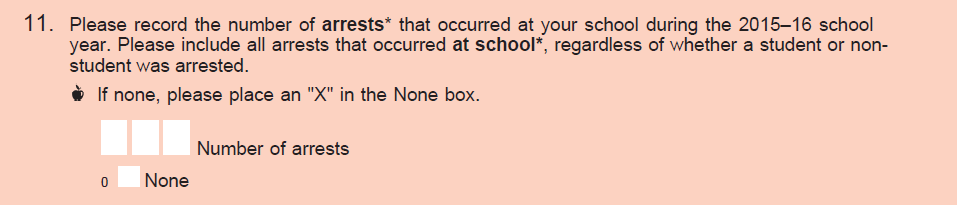 11. Please record the number of arrests* that occurred at your school during the 2015–16 school
year. Please include all arrests that occurred at school*, regardless of whether a student or non-
student was arrested.
If none, please place an "X" in the None box.
Number of arrests
0 None